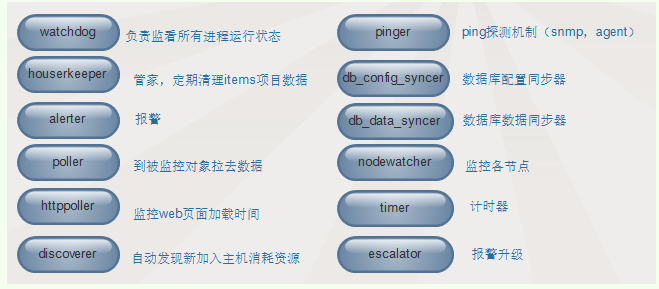 watchdog 负责监看所有进程运行状态
houserkeeper 管家，定期清理items项目数据
alerter 报警
poller 到被监控对象拉去数据
httppoller 监控web页面加载时间
discoverer 自动发现新加入主机消耗资源
pinger ping探测机制（snmp，agent）
db_config_syncer 数据库配置同步器
db_data_syncer 数据库数据同步器
nodewatcher 监控各节点
timer 计时器
escalator 报警升级